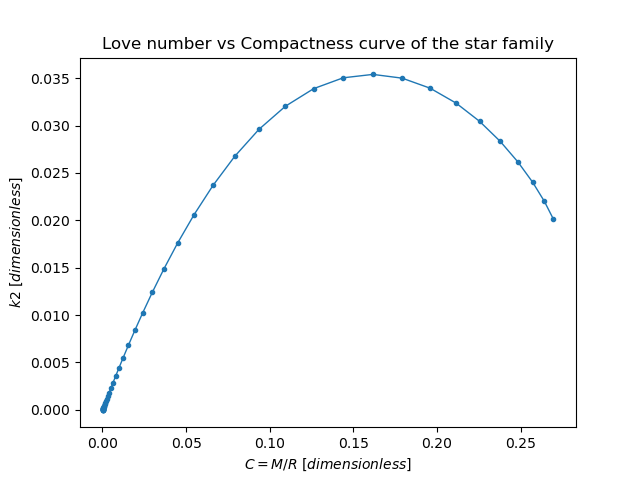 Love number vs Compactness curve of the star family
0.035
0.030
0.025
0.020
0.015
0.010
0.005
0.000
k2 [dimensionless]
0.00 0.05 0.10 0.15 0.20 0.25
C = M/R [dimensionless]